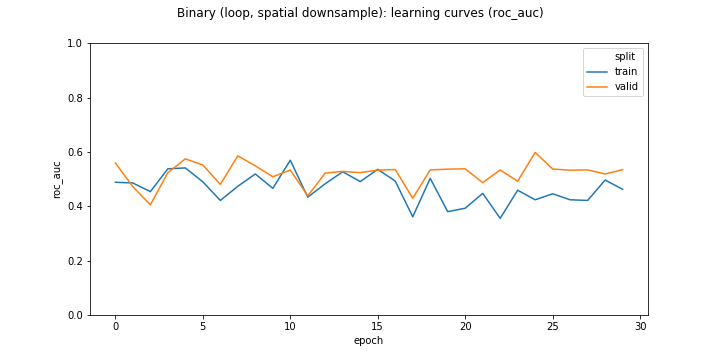 Binary (loop, spatial downsample): learning curves (roc_auc)
1.0
0.8
0.6
0.4
0.2
0.0
roc_auc
split
train
valid
0 5 10 15 20 25 30
epoch